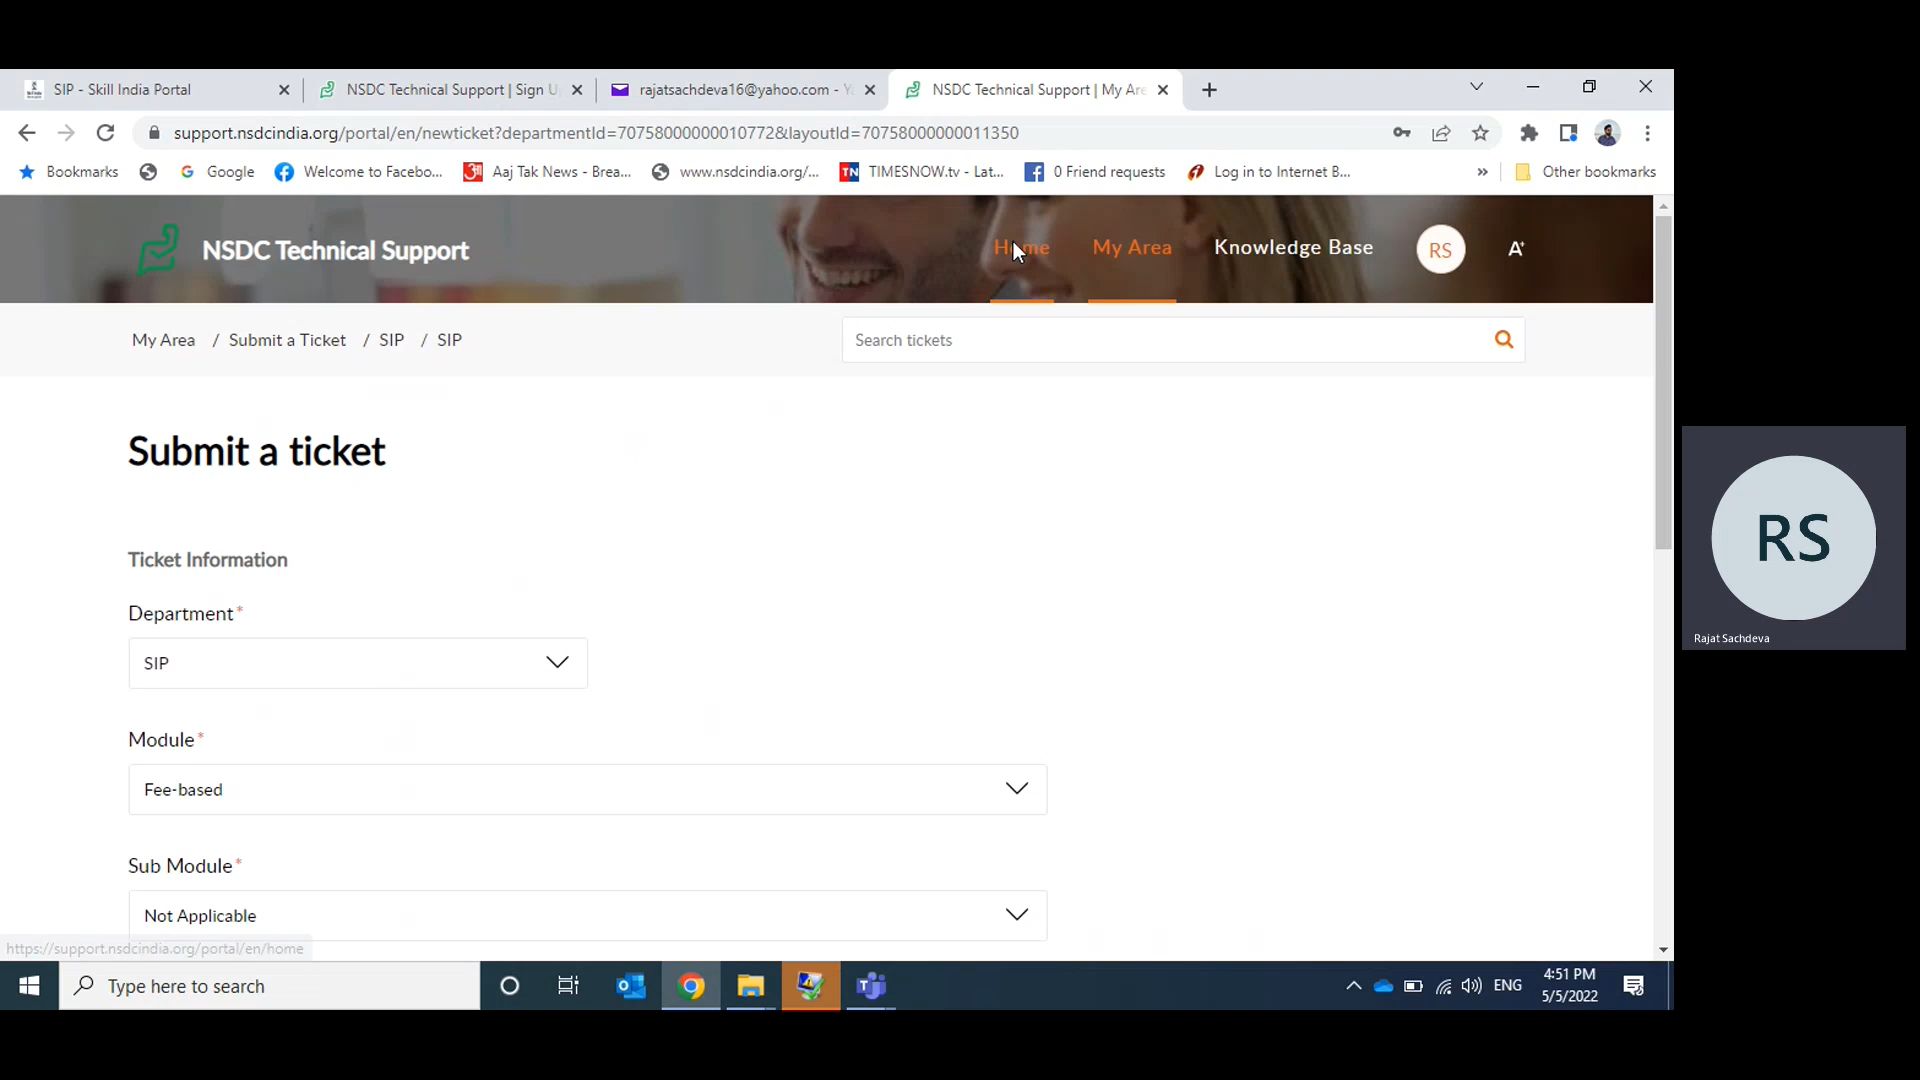 SIP - Skill India Portal
NSDC Technical Support | Sign U
rajatsachdeva16@yahoo.com - Y
NSDC Technical Support | My Are
support.nsdcindia.org/portal/en/newticket?departmentId=70758000000010772&layoutId=70758000000011350
Bookmarks
Google
Welcome to Facebo...
Aaj Tak News - Brea...
www.nsdcindia.org/...
TN
TIMESNOW.tv - Lat...
0 Friend requests
Log in to Internet B...
»
Other bookmarks
NSDC Technical Support
Home
My Area
Knowledge Base
RS
A+
My Area / Submit a Ticket / SIP / SIP
Search tickets
Submit a ticket
Ticket Information
Department*
SIP
Module*
Fee-based
Sub Module*
Not Applicable
https://support.nsdcindia.org/portal/en/home
Type here to search
ENG
4:51 PM
5/5/2022
RS
Rajat Sachdeva